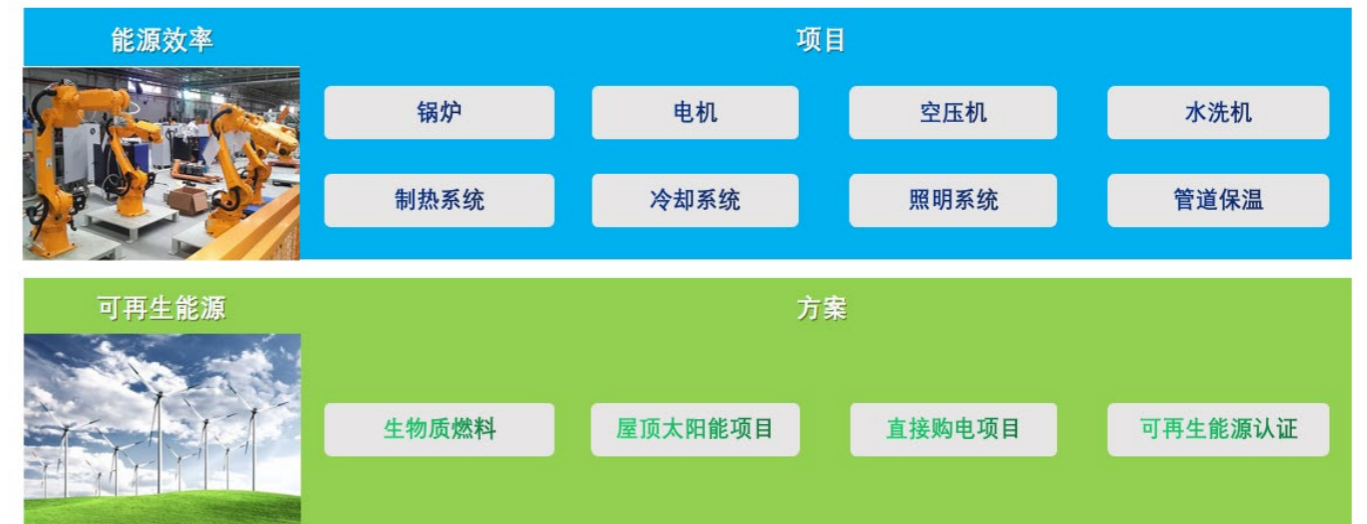 能源效率
项目
锅炉
电机
空压机
水洗机
制热系统
冷却系统
照明系统
管道保温
可再生能源
方案
生物质燃料
屋顶太阳能项目
直接购电项目
可再生能源认证